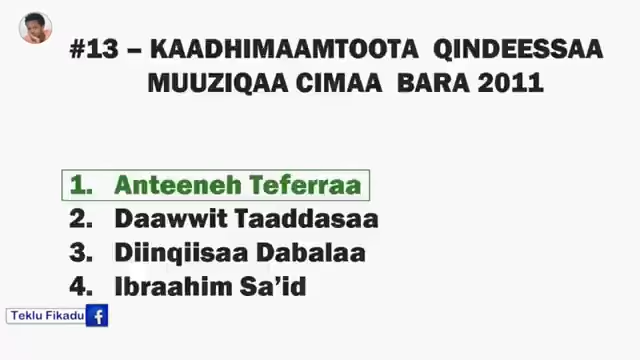 #13 – KAADHIMAAMTOOTA QINDEESSAA
MUUZIQAA CIMAA BARA 2011
1. Anteeneh Teferraa
2. Daawwit Taaddasaa
3. Diinqiisaa Dabalaa
4. Ibraahim Sa’id
Teklu Fikadu f